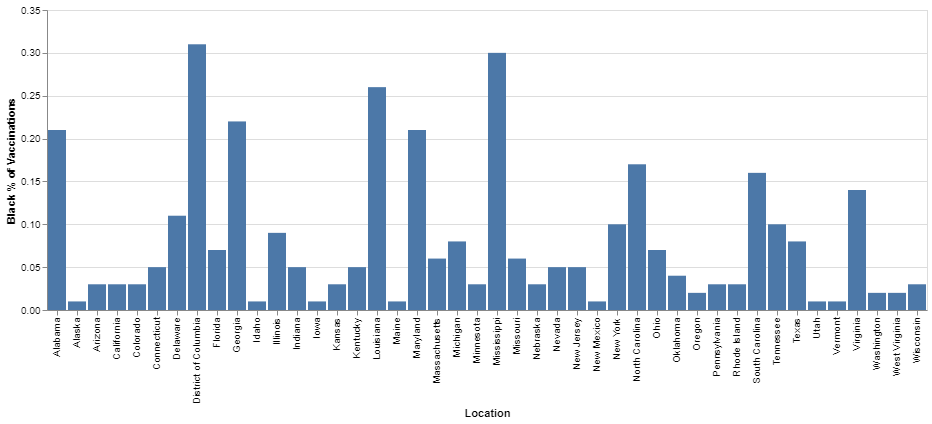 0.35
0.30
0.25
0.20
0.15
0.10
0.05
0.00
Black % of Vaccinations
Alabama
Alaska
Arizona
California
Colorado
Connecticut
Delaware
District of Columbia
Florida
Georgia
Idaho
Illinois
Indiana
Iowa
Kansas
Kentucky
Louisiana
Maine
Maryland
Massachusetts
Michigan
Minnesota
Mississippi
Missouri
Nebraska
Nevada
New Jersey
New Mexico
New York
North Carolina
Ohio
Oklahoma
Oregon
Pennsylvania
Rhode Island
South Carolina
Tennessee
Texas
Utah
Vermont
Virginia
Washington
West Virginia
Wisconsin
Location